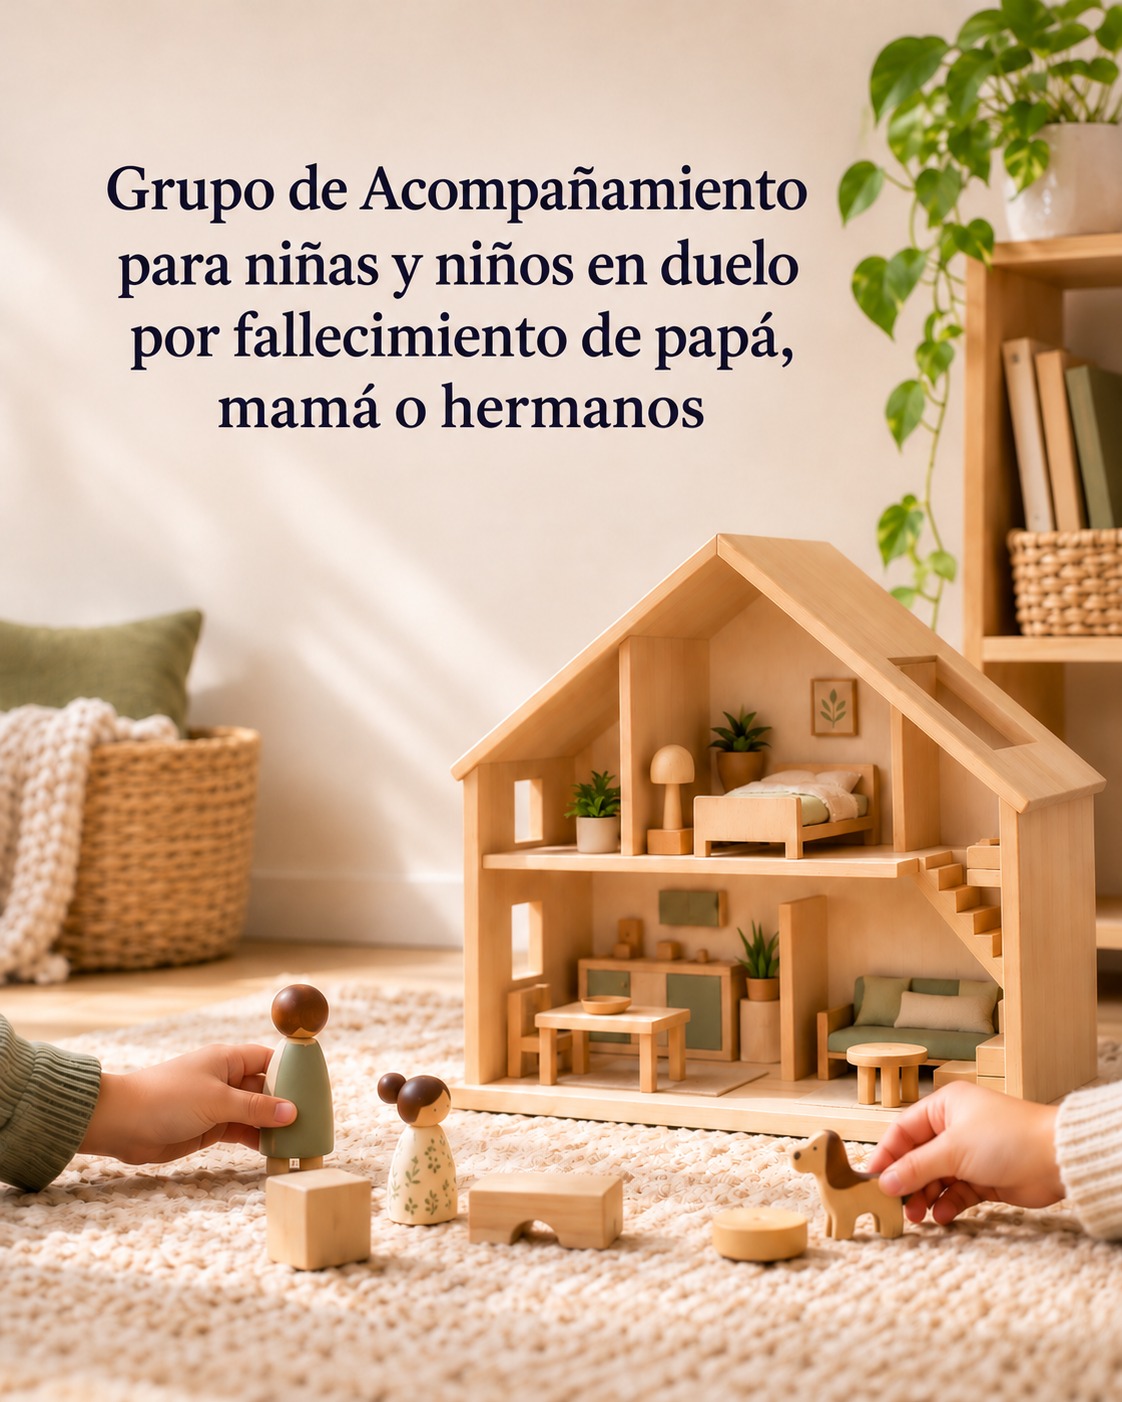 Grupo de Acompañamiento
para niñas y niños en duelo
por fallecimiento de papá,
mamá o hermanos